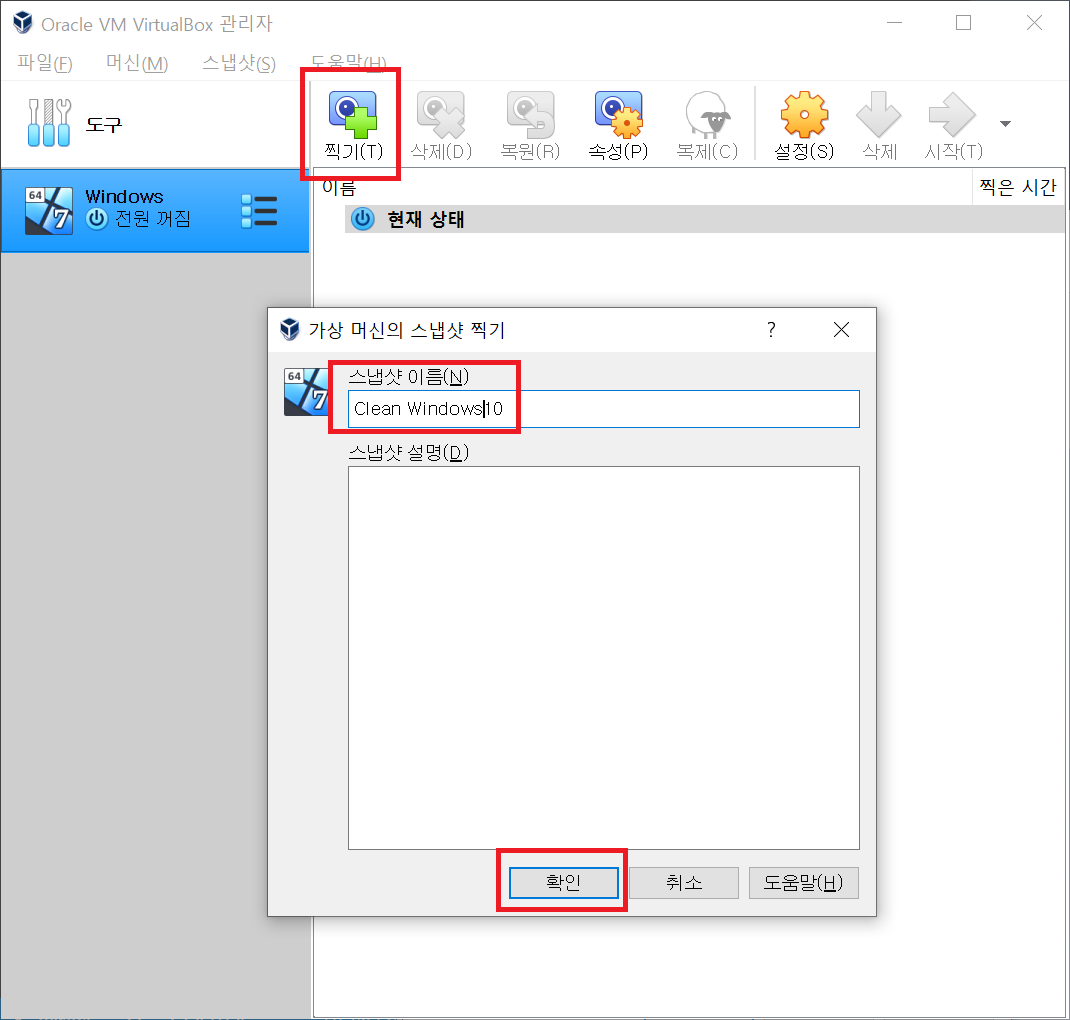 Oracle VM VirtualBox 관리자
파일(F) 머신(M) 스냅샷(S) 도움말(H)
도구
찍기(T) 삭제(D) 복원(R) 속성(P) 복제(C) 설정(S) 삭제 시작(T)
64
7
Windows
전원 꺼짐
이름 찍은 시간
현재 상태
가상 머신의 스냅샷 찍기
?
64
7
스냅샷 이름(N)
Clean Windows10
스냅샷 설명(D)
확인 취소 도움말(H)